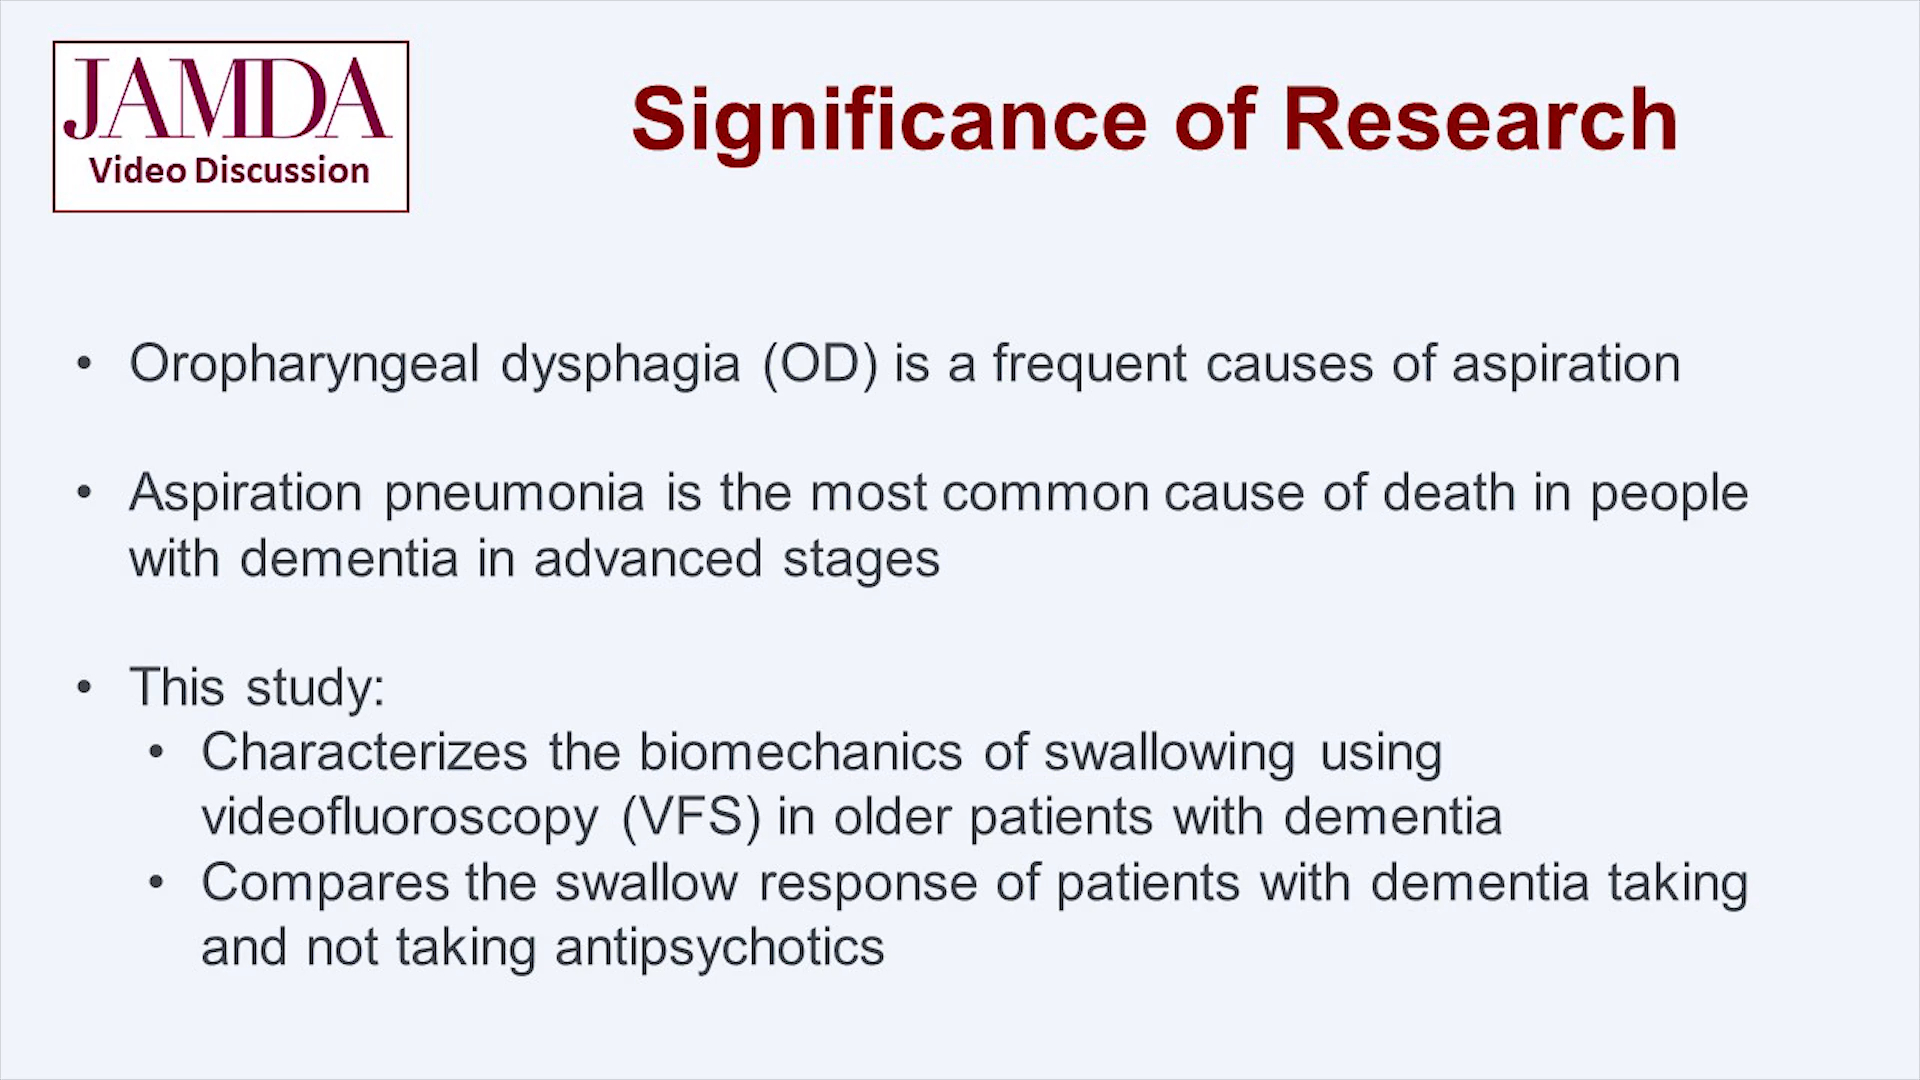 JAMDA
Video Discussion
Significance of Research
• Oropharyngeal dysphagia (OD) is a frequent causes of aspiration
• Aspiration pneumonia is the most common cause of death in people
with dementia in advanced stages
• This study:
• Characterizes the biomechanics of swallowing using
videofluoroscopy (VFS) in older patients with dementia
• Compares the swallow response of patients with dementia taking
and not taking antipsychotics